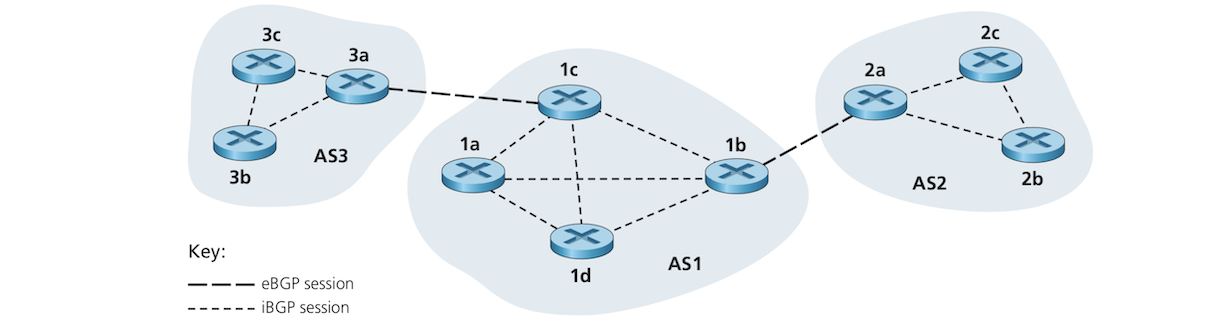 3c
3a
3b
AS3
1c
1a
1b
1d
AS1
2c
2a
2b
AS2
Key:
eBGP session
iBGP session